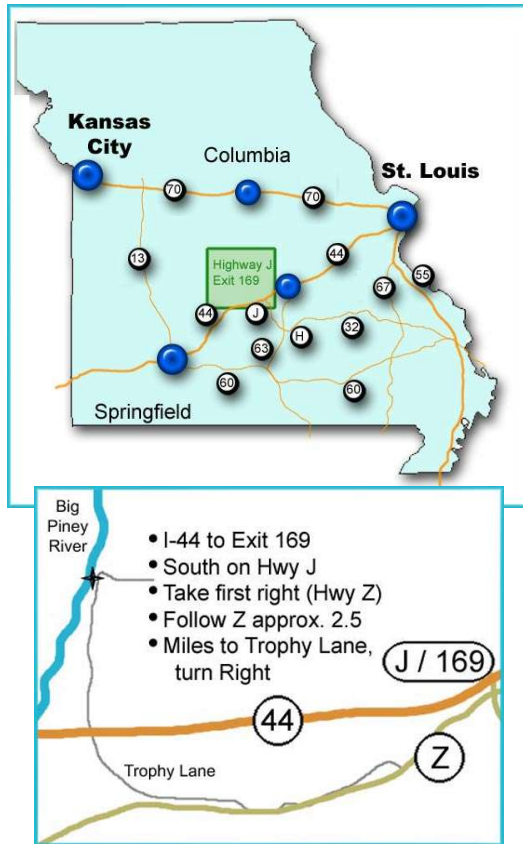 Kansas
City
Columbia
St. Louis
70
70
13
Highway J
Exit 169
44
55
67
44
J
H
32
63
60
60
Springfield
Big
Piney
River
• I-44 to Exit 169
• South on Hwy J
• Take first right (Hwy Z)
• Follow Z approx. 2.5
• Miles to Trophy Lane,
turn Right
J / 169
44
Z
Trophy Lane